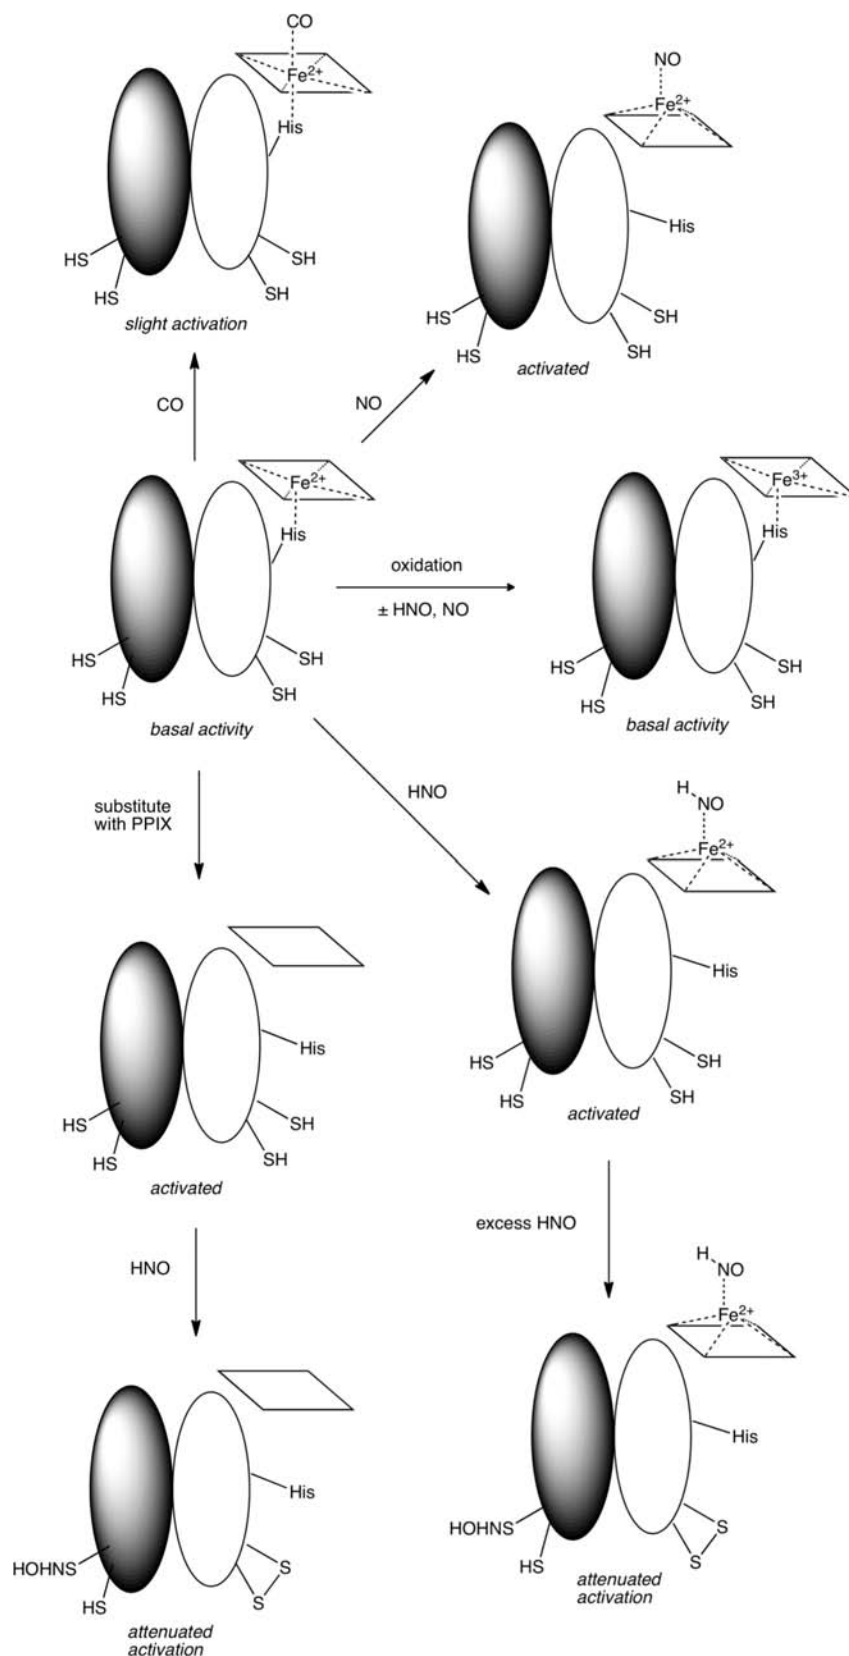 CO
Fe2+
His
HS
HS
SH
SH
slight activation
NO
Fe2+
His
HS
HS
SH
SH
activated
CO
NO
Fe2+
His
HS
HS
SH
SH
basal activity
oxidation
± HNO, NO
Fe3+
His
HS
HS
SH
SH
basal activity
substitute
with PPIX
HNO
H
NO
Fe2+
His
HS
HS
SH
SH
activated
His
HS
HS
SH
SH
activated
HNO
excess HNO
H
NO
Fe2+
His
HOHNS
HS
S
S
attenuated
activation
His
HOHNS
HS
S
S
attenuated
activation